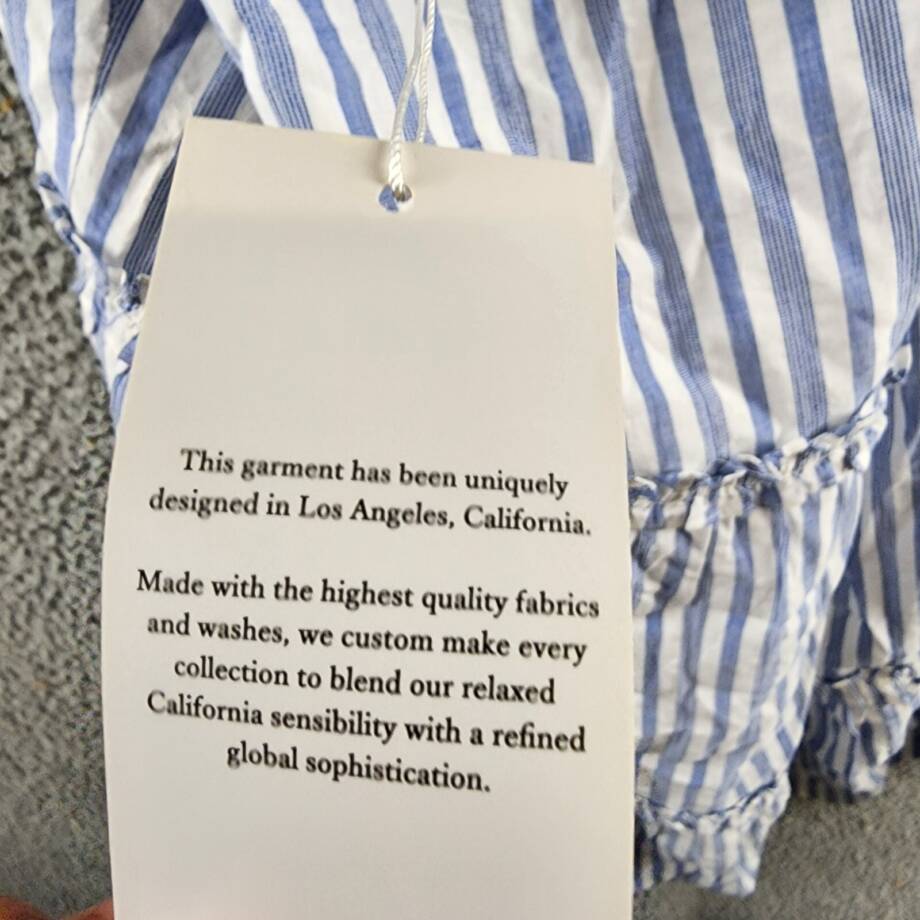 This garment has been uniquely
designed in Los Angeles, California.
Made with the highest quality fabrics
and washes, we custom make every
collection to blend our relaxed
California sensibility with a refined
global sophistication.